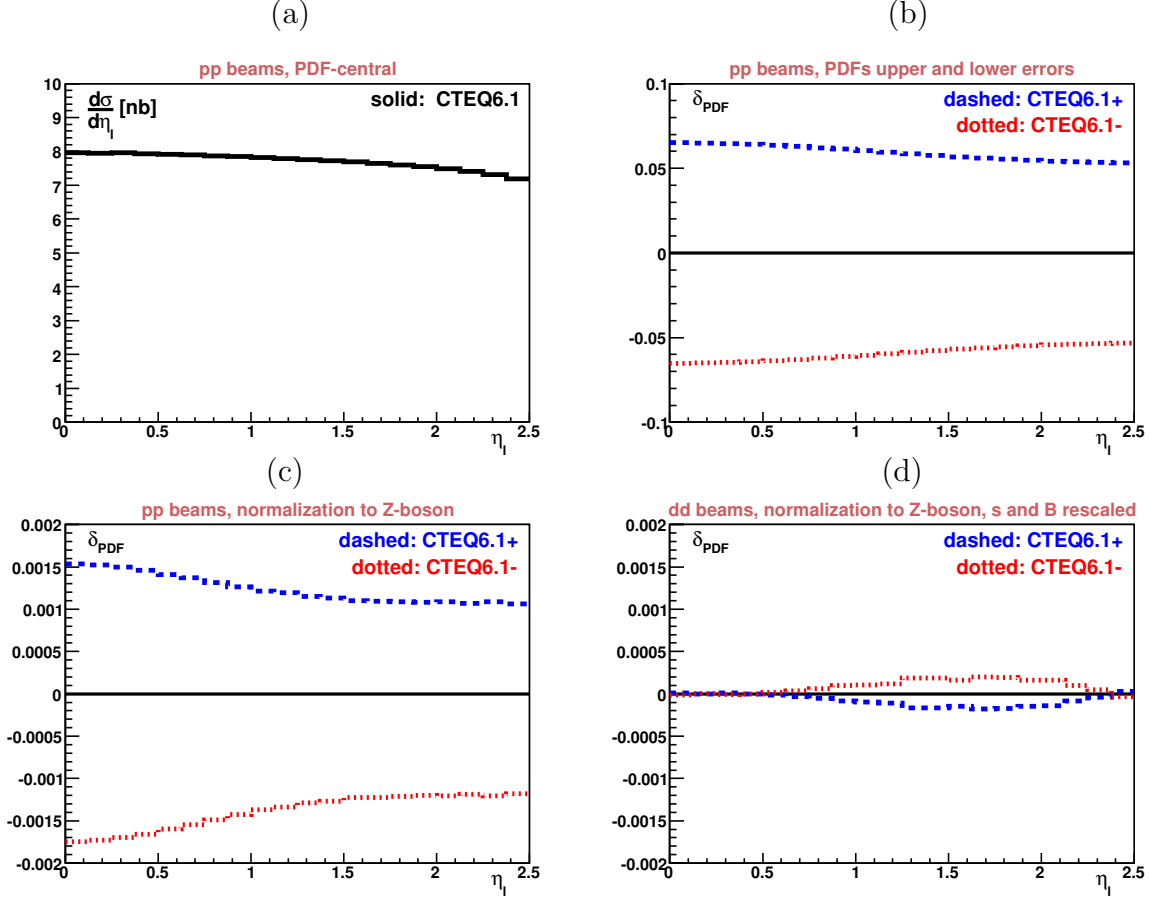 (a)
pp beams, PDF-central
dσ/dη_l [nb]
solid: CTEQ6.1
10
9
8
7
6
5
4
3
2
1
0
0 0.5 1 1.5 2 2.5
η_l
(b)
pp beams, PDFs upper and lower errors
δ_PDF
dashed: CTEQ6.1+
dotted: CTEQ6.1-
0.1
0.05
0
-0.05
-0.1
0 0.5 1 1.5 2 2.5
η_l
(c)
pp beams, normalization to Z-boson
δ_PDF
dashed: CTEQ6.1+
dotted: CTEQ6.1-
0.002
0.0015
0.001
0.0005
0
-0.0005
-0.001
-0.0015
-0.002
0 0.5 1 1.5 2 2.5
η_l
(d)
dd beams, normalization to Z-boson, s and B rescaled
δ_PDF
dashed: CTEQ6.1+
dotted: CTEQ6.1-
0.002
0.0015
0.001
0.0005
0
-0.0005
-0.001
-0.0015
-0.002
0 0.5 1 1.5 2 2.5
η_l